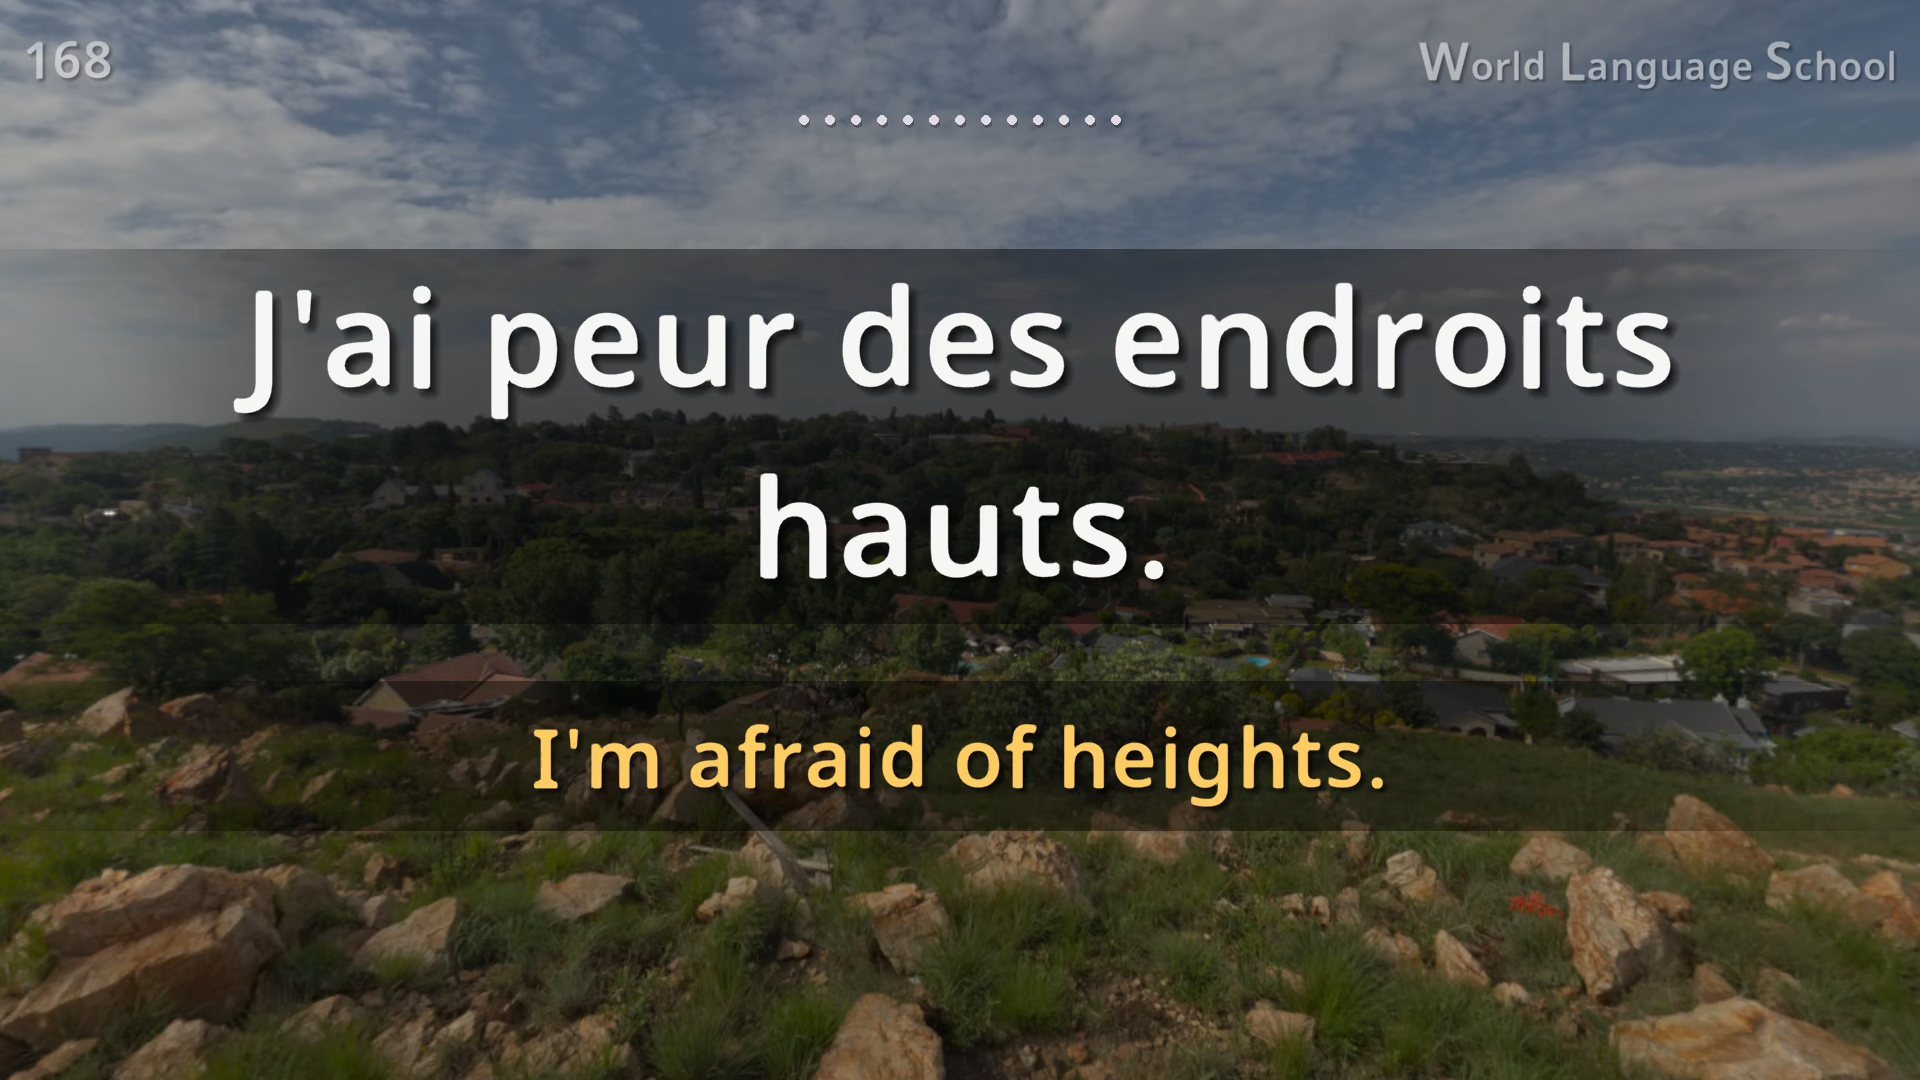 168
World Language School
J'ai peur des endroits
hauts.
I'm afraid of heights.